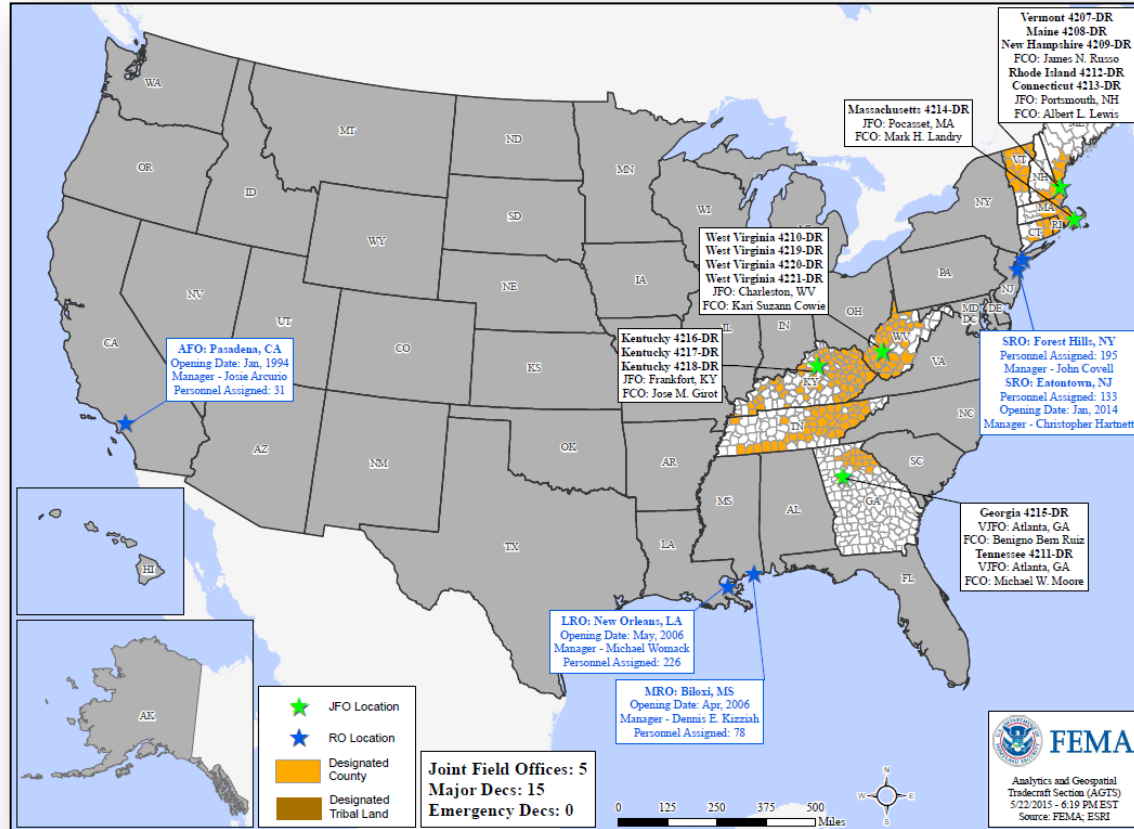 Vermont 4207-DR
Maine 4208-DR
New Hampshire 4209-DR
FCO: James N. Russo
Rhode Island 4212-DR
Connecticut 4213-DR
JFO: Portsmouth, NH
FCO: Albert L. Lewis
Massachusetts 4214-DR
JFO: Pocasset, MA
FCO: Mark H. Landry
West Virginia 4210-DR
West Virginia 4219-DR
West Virginia 4220-DR
West Virginia 4221-DR
JFO: Charleston, WV
FCO: Kari Suzann Cowie
Kentucky 4216-DR
Kentucky 4217-DR
Kentucky 4218-DR
JFO: Frankfort, KY
FCO: Jose M. Girot
AFO: Pasadena, CA
Opening Date: Jan, 1994
Manager - Josie Arcurio
Personnel Assigned: 31
SRO: Forest Hills, NY
Personnel Assigned: 195
Manager - John Covell
SRO: Eatontown, NJ
Personnel Assigned: 133
Opening Date: Jan, 2014
Manager - Christopher Hartnett
Georgia 4215-DR
VJFO: Atlanta, GA
FCO: Benigno Bern Ruiz
Tennessee 4211-DR
VJFO: Atlanta, GA
FCO: Michael W. Moore
LRO: New Orleans, LA
Opening Date: May, 2006
Manager - Michael Womack
Personnel Assigned: 226
MRO: Biloxi, MS
Opening Date: Apr, 2006
Manager - Dennis E. Kizziah
Personnel Assigned: 78
WA
MT
ND
MN
OR
ID
SD
WI
WY
NV
NE
IA
UT
CA
CO
KS
IN
OH
PA
NY
VT
NH
MA
CT
RI
NJ
MD
DE
DC
WV
VA
KY
TN
NC
SC
AZ
NM
OK
AR
MS
AL
GA
TX
LA
FL
HI
AK
JFO Location
RO Location
Designated
County
Designated
Tribal Land
Joint Field Offices: 5
Major Decs: 15
Emergency Decs: 0
N
W
E
S
0 125 250 375 500
Miles
U.S. DEPARTMENT OF
HOMELAND SECURITY
FEMA
Analytics and Geospatial
Tradecraft Section (AGTS)
5/22/2015 - 6:19 PM EST
Source: FEMA; ESRI